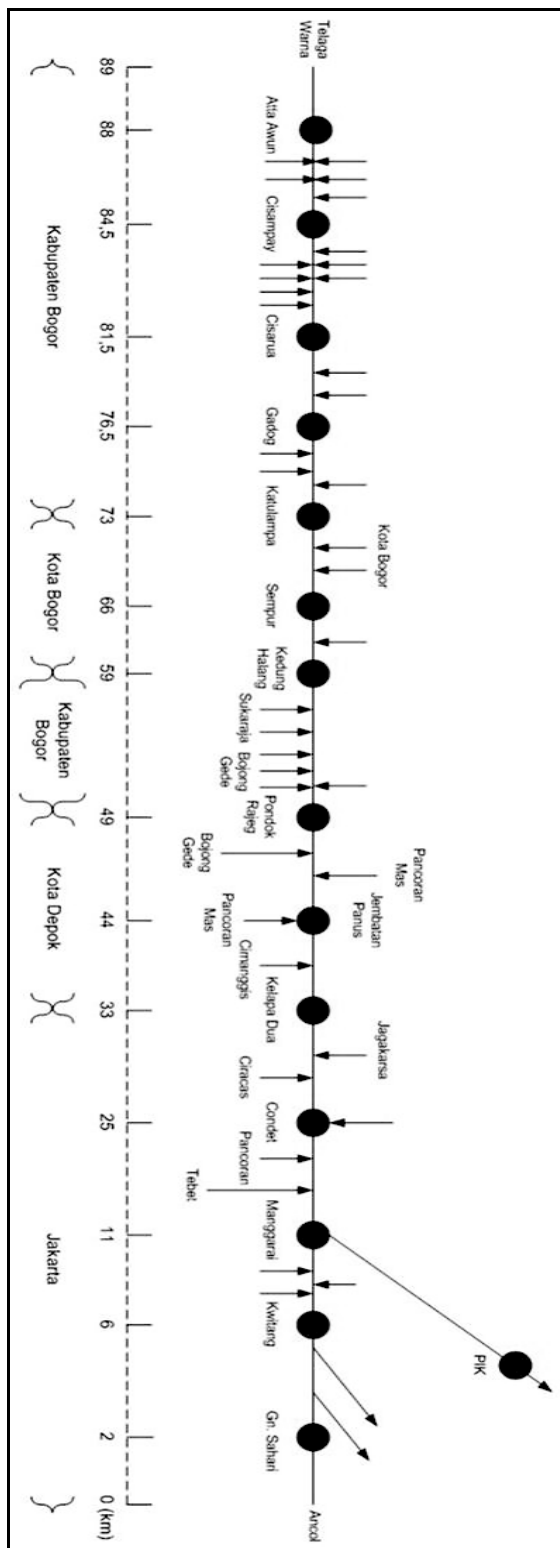 Telaga
Warna
Atta Awun
Cisampay
Cisarua
Gadog
Katulampa
Kota Bogor
Sempur
Kedung
Halang
Sukaraja
Bojong
Gede
Pondok
Rajeg
Bojong
Gede
Pancoran
Mas
Jembatan
Panus
Pancoran
Mas
Cimanggis
Kelapa Dua
Jagakarsa
Ciracas
Condet
Pancoran
Tebet
Manggarai
Kwitang
PIK
Gn. Sahari
Ancol
89
88
84,5
81,5
76,5
73
66
59
49
44
33
25
11
6
2
0 (km)
Kabupaten Bogor
Kota Bogor
Kabupaten
Bogor
Kota Depok
Jakarta